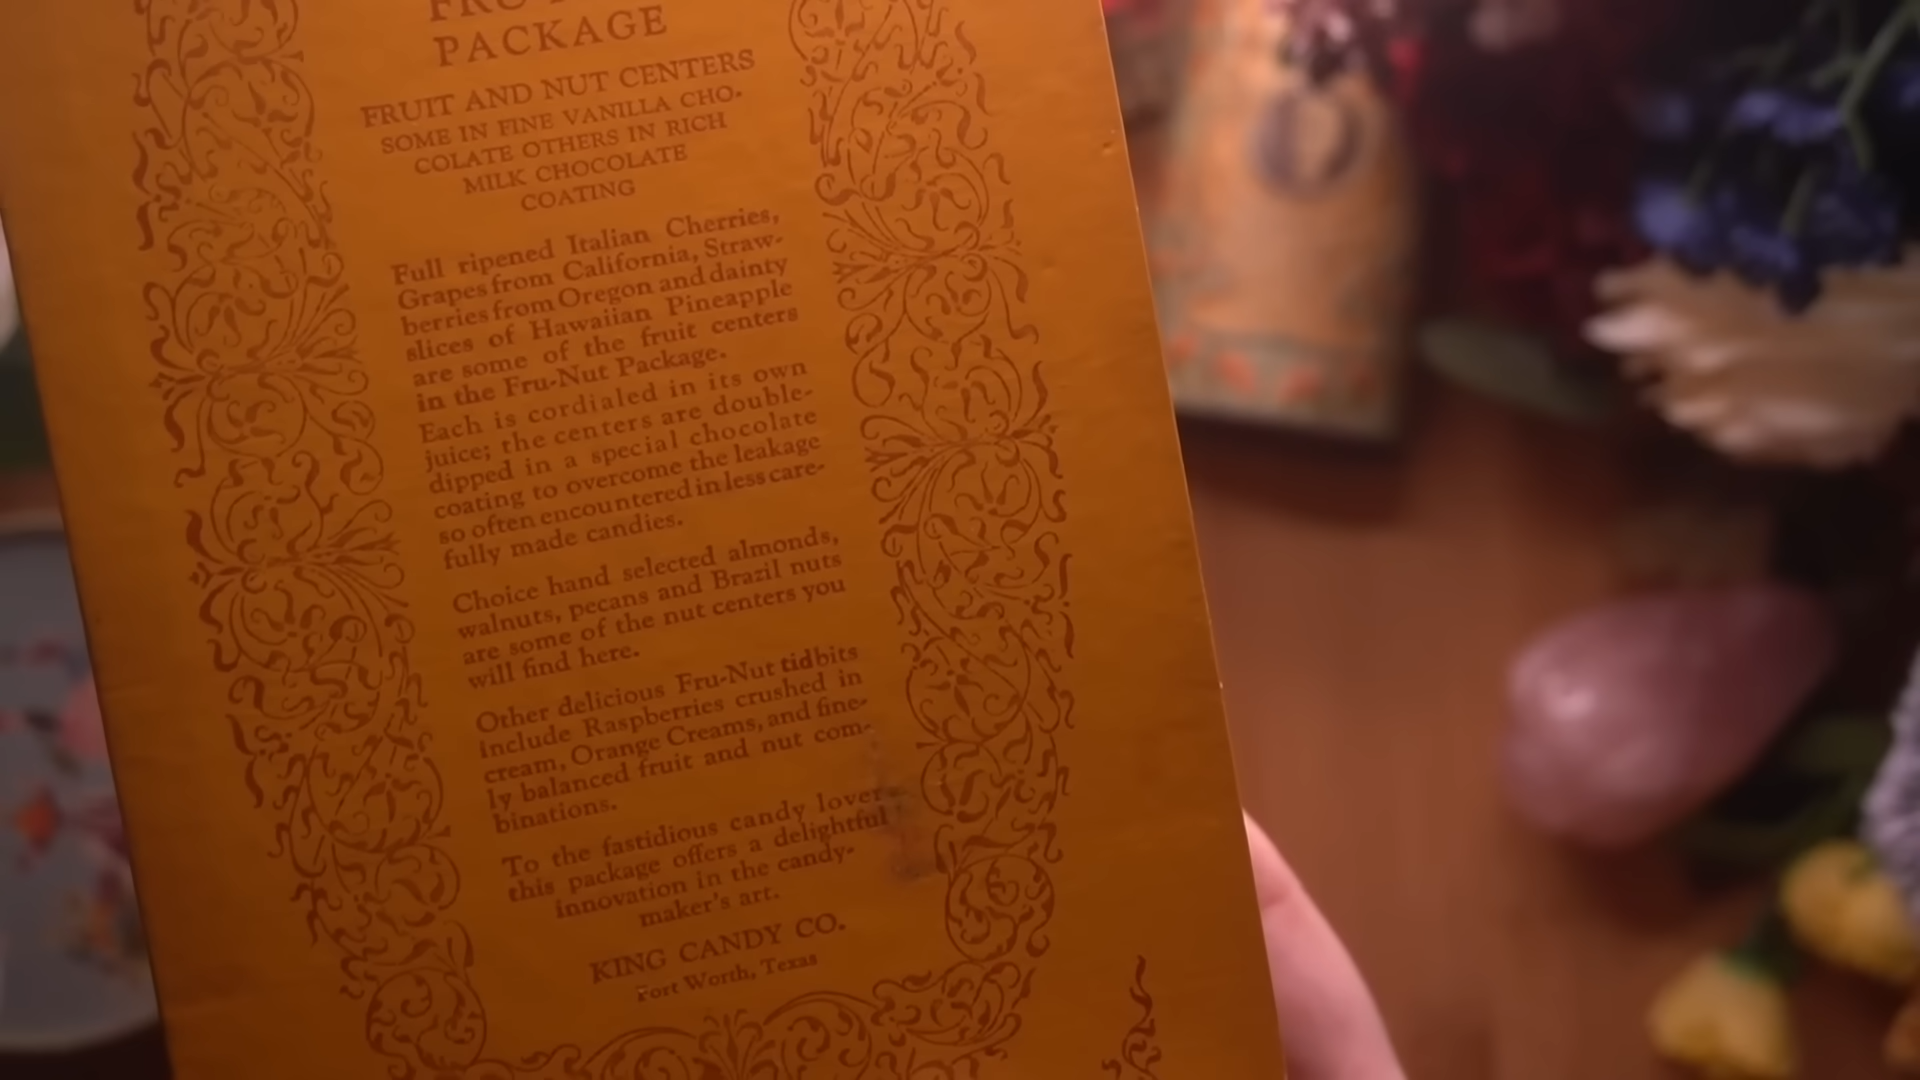 PACKAGE
FRUIT AND NUT CENTERS
SOME IN FINE VANILLA CHO-
COLATE OTHERS IN RICH
MILK CHOCOLATE
COATING
Full ripened Italian Cherries,
Grapes from California, Straw-
berries from Oregon and dainty
slices of Hawaiian Pineapple
are some of the fruit centers
in the Fru-Nut Package.
Each is cordialed in its own
juice; the centers are double-
dipped in a special chocolate
coating to overcome the leakage
so often encountered in less care-
fully made candies.
Choice hand selected almonds,
walnuts, pecans and Brazil nuts
are some of the nut centers you
will find here.
Other delicious Fru-Nut tidbits
include Raspberries crushed in
cream, Orange Creams, and fine-
ly balanced fruit and nut com-
binations.
To the fastidious candy lover
this package offers a delightful
innovation in the candy-
maker's art.
KING CANDY CO.
Fort Worth, Texas